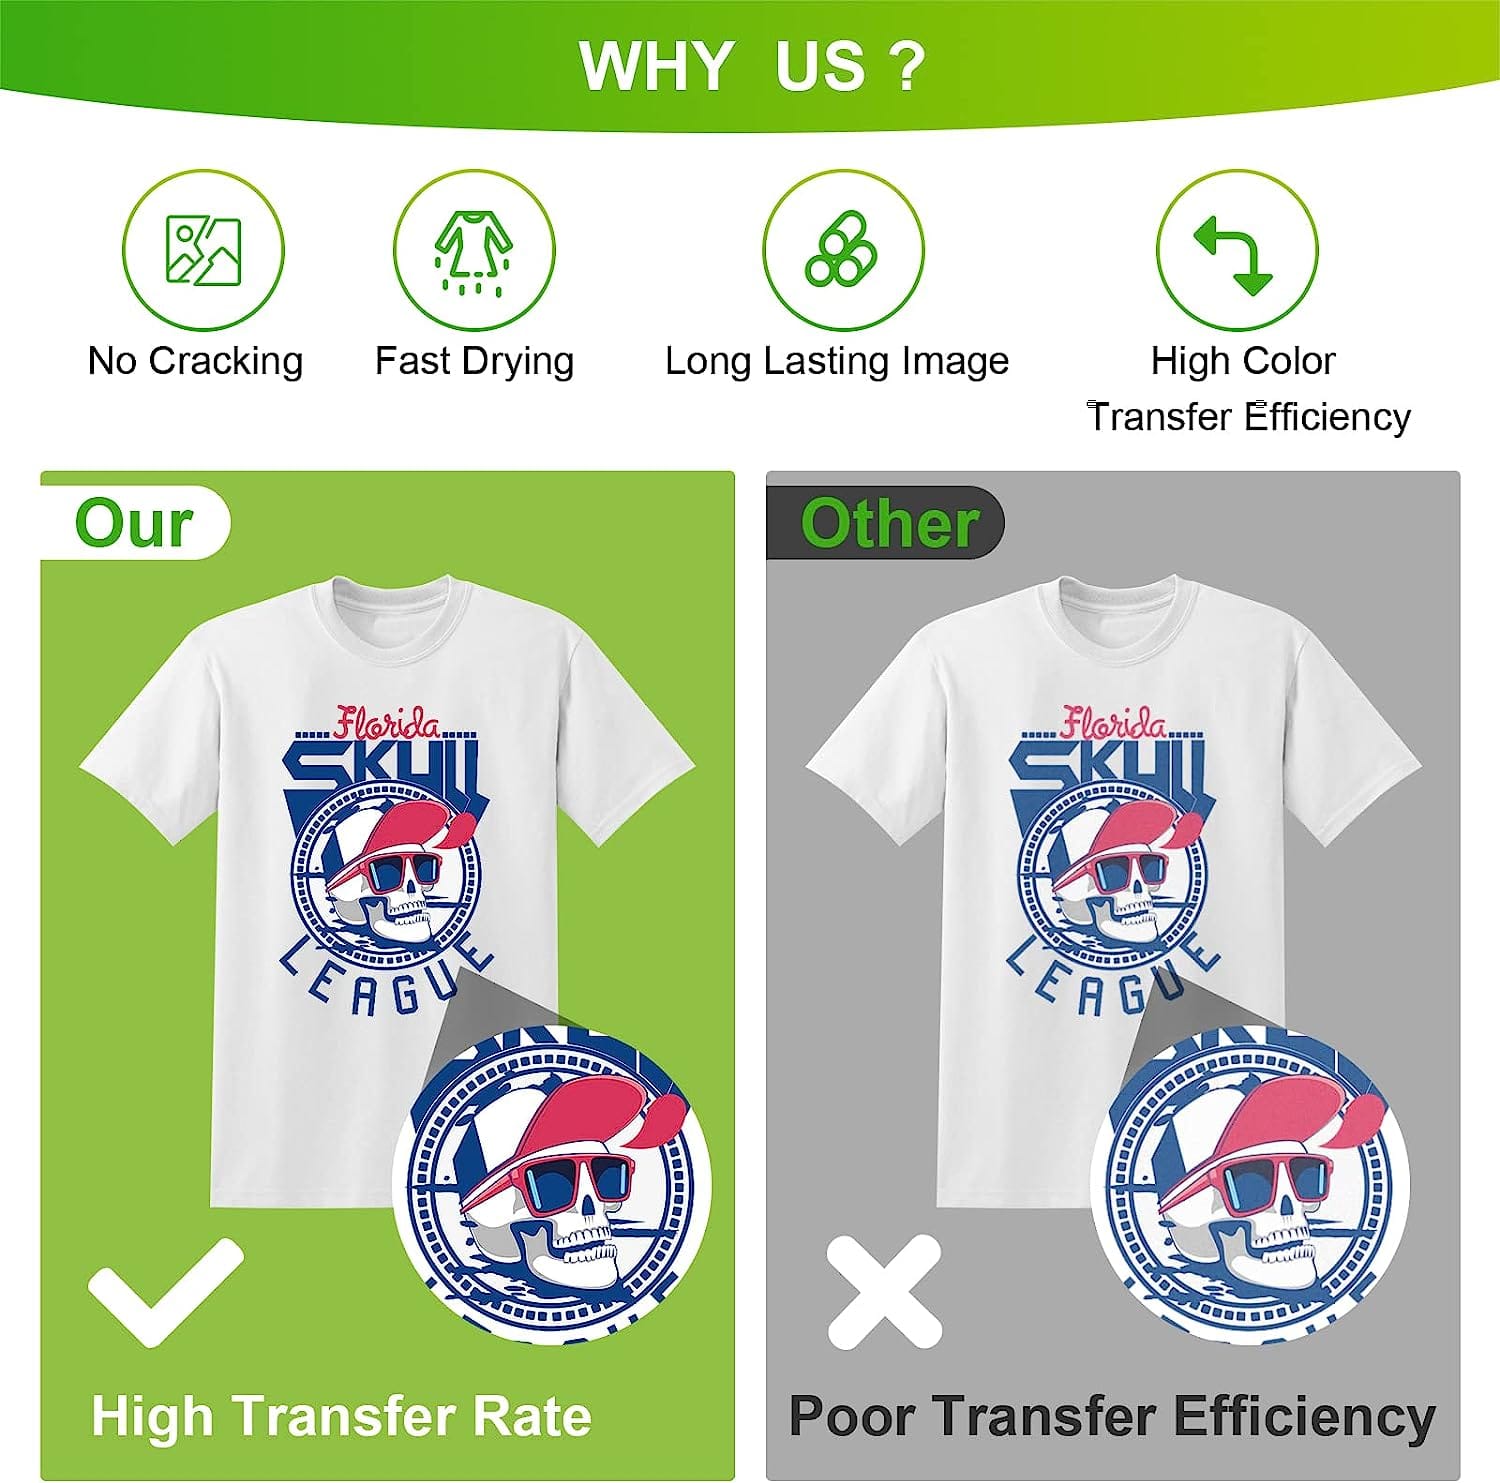 WHY US ?
No Cracking
Fast Drying
Long Lasting Image
High Color
Transfer Efficiency
Our
Other
Florida
SKULL
LEAGUE
Florida
SKULL
LEAGUE
High Transfer Rate
Poor Transfer Efficiency